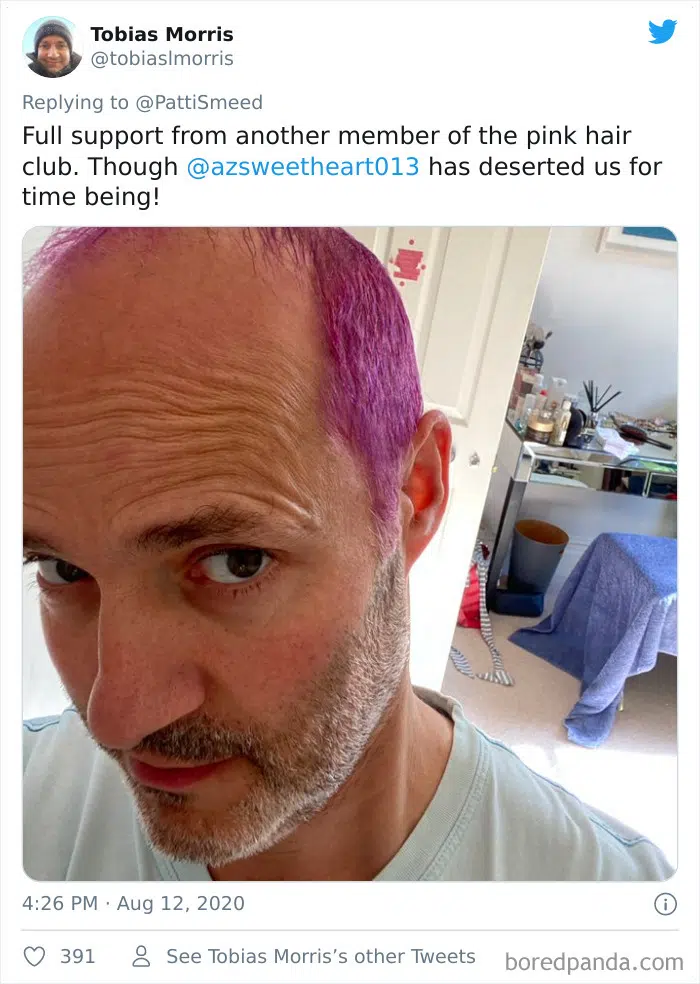 Tobias Morris
@tobiaslmorris
Replying to @PattiSmeed
Full support from another member of the pink hair
club. Though @azsweetheart013 has deserted us for
time being!
4:26 PM · Aug 12, 2020
391
See Tobias Morris’s other Tweets
boredpanda.com